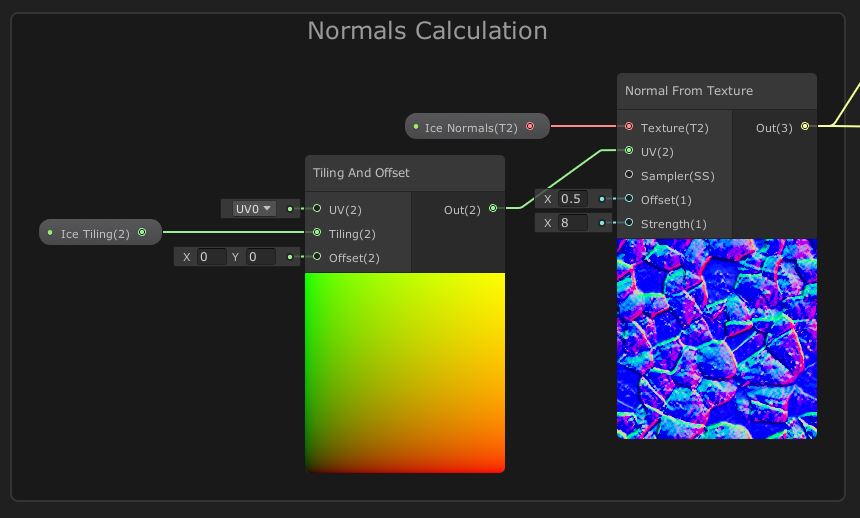 Normals Calculation
Normal From Texture
Ice Normals(T2)
Texture(T2)
Out(3)
UV(2)
Sampler(SS)
X 0.5
Offset(1)
X 8
Strength(1)
Tiling And Offset
UV0
UV(2)
Out(2)
Ice Tiling(2)
Tiling(2)
X 0 Y 0
Offset(2)